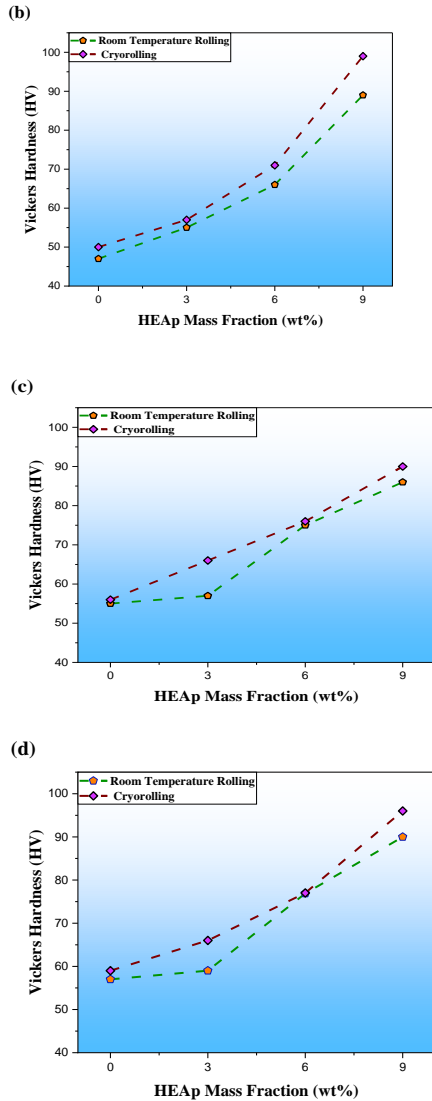 (b)
Room Temperature Rolling
Cryorolling
100
90
80
70
60
50
40
0 3 6 9
Vickers Hardness (HV)
HEAp Mass Fraction (wt%)
(c)
Room Temperature Rolling
Cryorolling
100
90
80
70
60
50
40
0 3 6 9
Vickers Hardness (HV)
HEAp Mass Fraction (wt%)
(d)
Room Temperature Rolling
Cryorolling
100
90
80
70
60
50
40
0 3 6 9
Vickers Hardness (HV)
HEAp Mass Fraction (wt%)